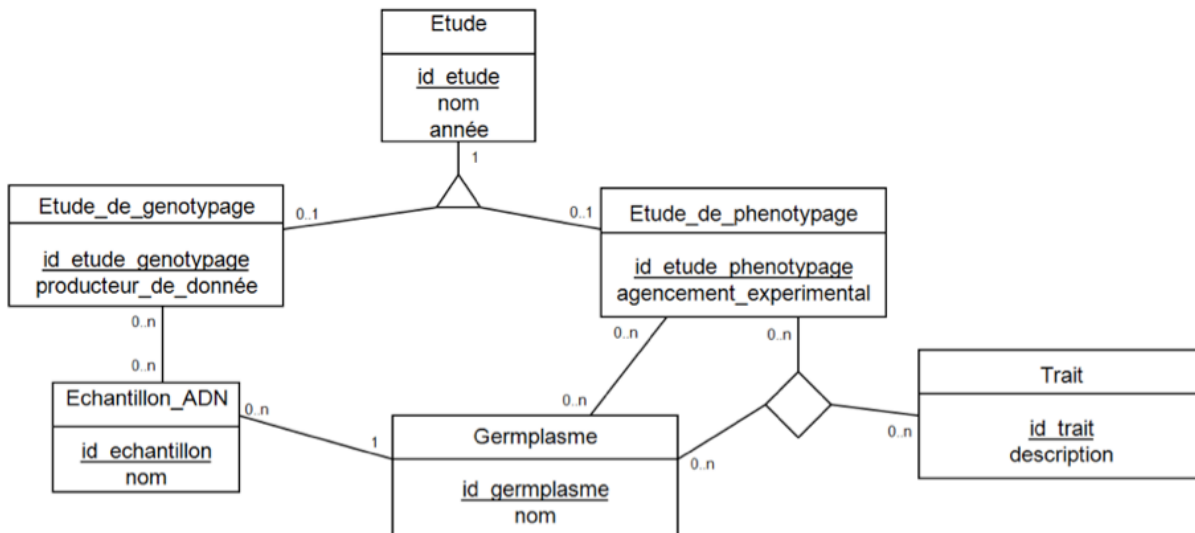 Etude
id_etude
nom
année
1
Etude_de_genotypage
id_etude_genotypage
producteur_de_donnée
0..1
0..1
Etude_de_phenotypage
id_etude_phenotypage
agencement_experimental
0..n
0..n
0..n
0..n
Echantillon_ADN
id_echantillon
nom
0..n
1
0..n
Germplasme
id_germplasme
nom
0..n
0..n
Trait
id_trait
description